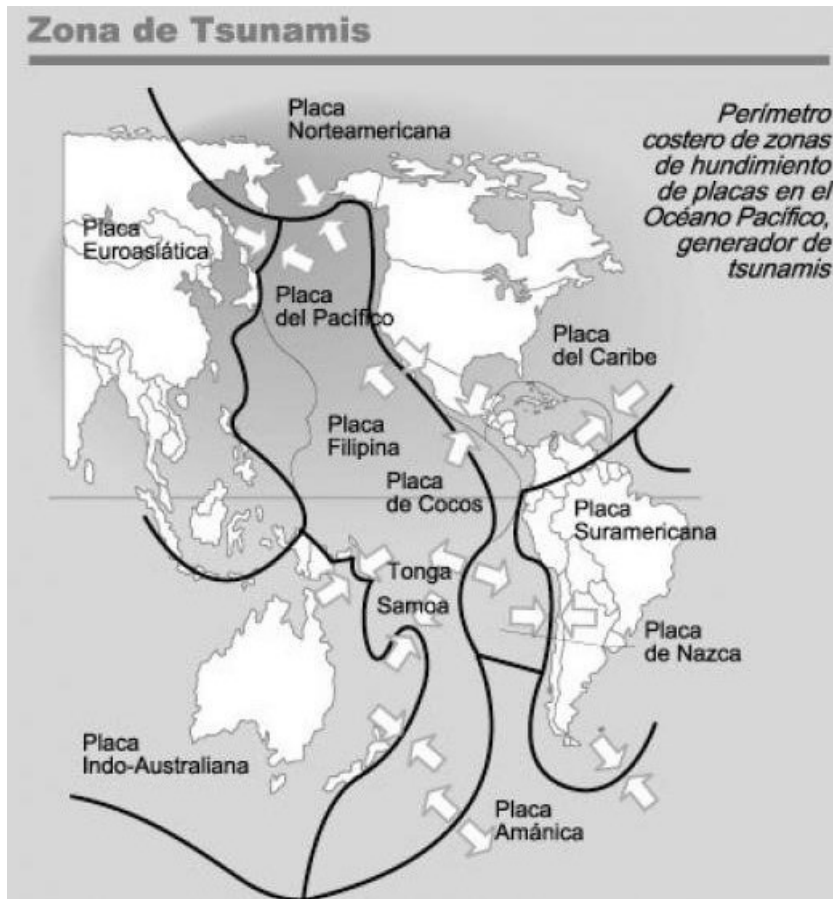 Zona de Tsunamis
Placa
Norteamericana
Perímetro
costero de zonas
de hundimiento
de placas en el
Océano Pacífico,
generador de
tsunamis
Placa
Euroasíatica
Placa
del Pacífico
Placa
del Caribe
Placa
Filipina
Placa
de Cocos
Placa
Suramericana
Tonga
Samoa
Placa
de Nazca
Placa
Indo-Australiana
Placa
Amánica